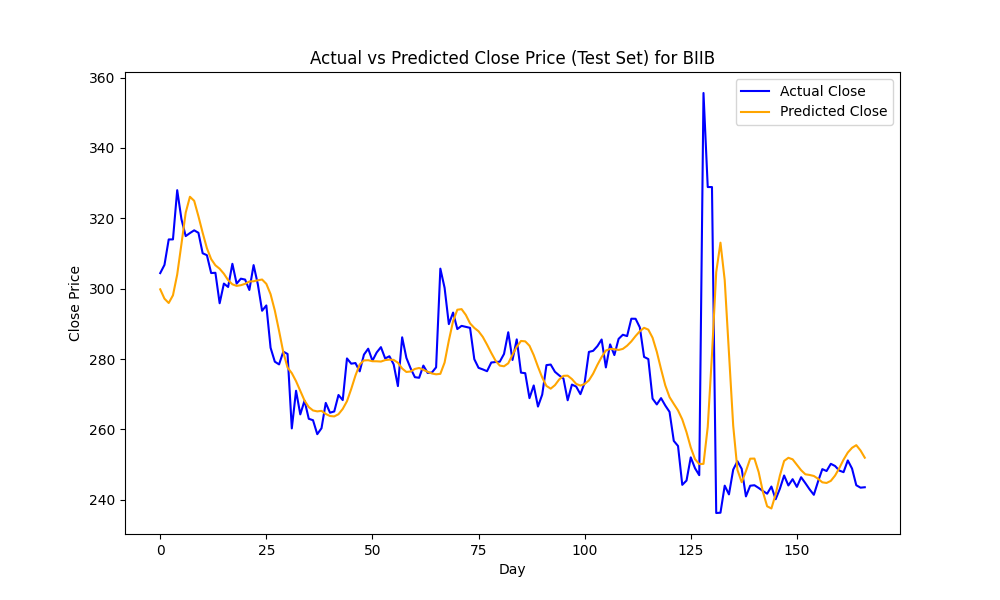 Actual vs Predicted Close Price (Test Set) for BIIB
360
340
320
300
280
260
240
Close Price
Actual Close
Predicted Close
0 25 50 75 100 125 150
Day